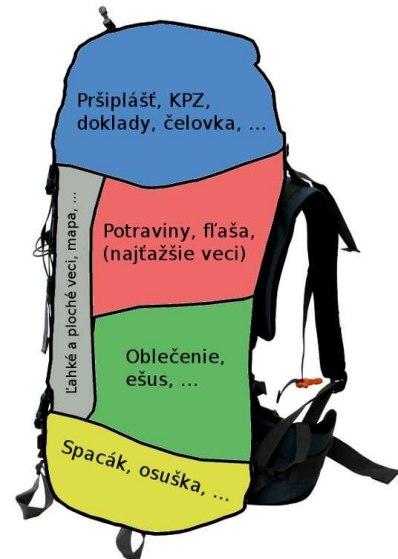 Pršiplášť, KPZ,
doklady, čelovka, ...
Ľahké a ploché veci, mapa, ...
Potraviny, fľaša,
(najťažšie veci)
Oblečenie,
ešus, ...
Spacák, osuška, ...